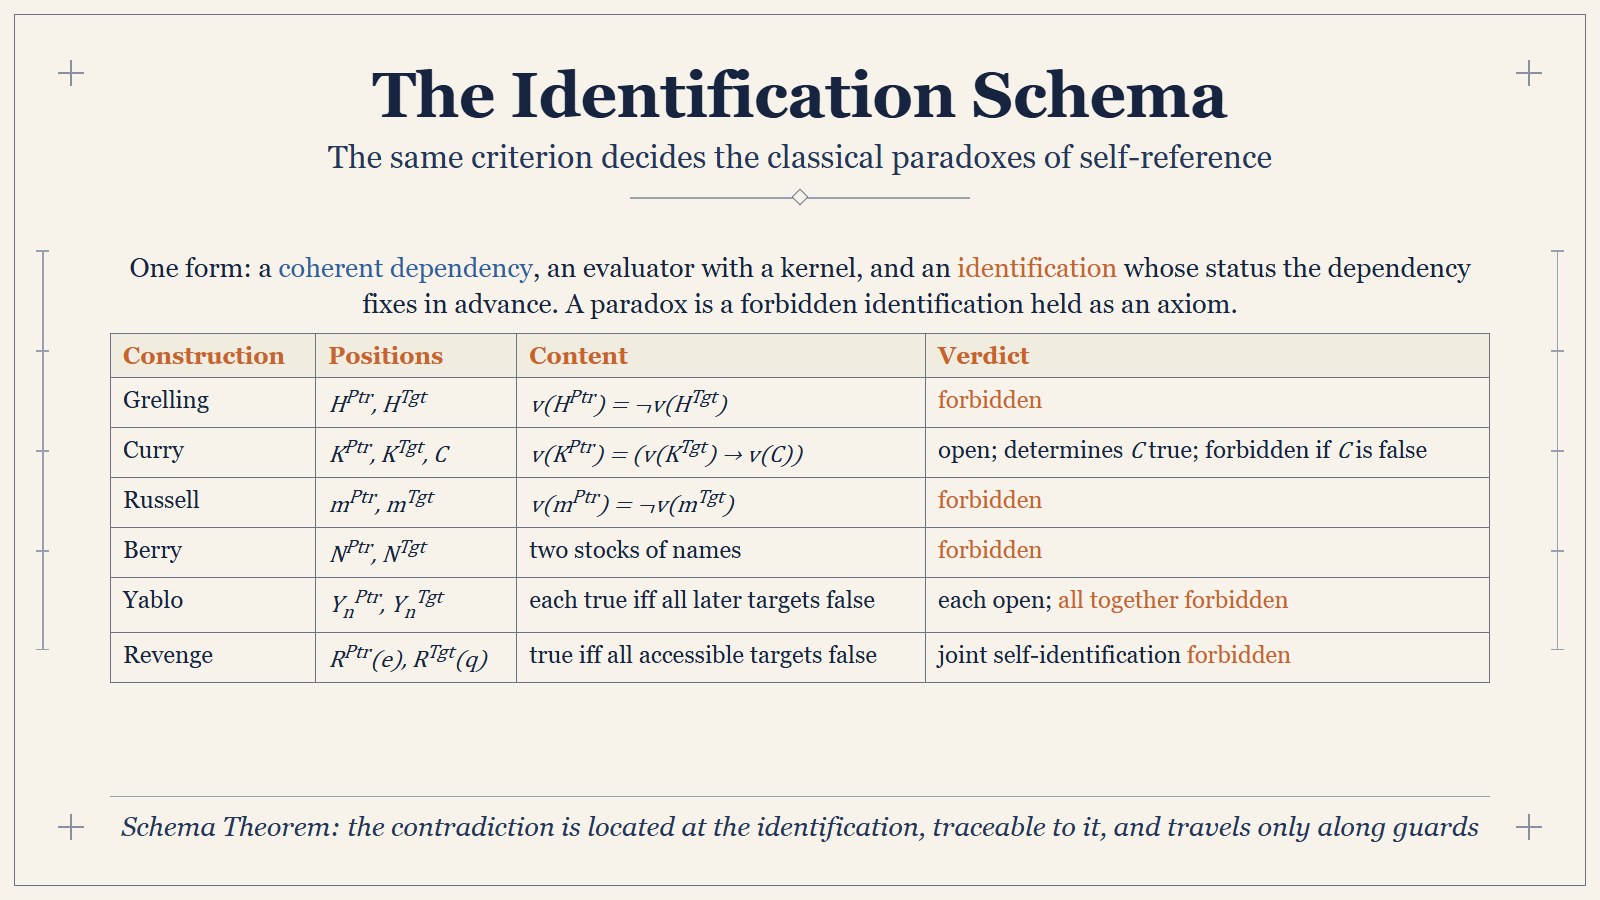 The Identification Schema
The same criterion decides the classical paradoxes of self-reference
One form: a coherent dependency, an evaluator with a kernel, and an identification whose status the dependency
fixes in advance. A paradox is a forbidden identification held as an axiom.
Construction Positions Content Verdict
Grelling H^Ptr, H^Tgt v(H^Ptr) = ¬v(H^Tgt) forbidden
Curry K^Ptr, K^Tgt, C v(K^Ptr) = (v(K^Tgt) → v(C)) open; determines C true; forbidden if C is false
Russell m^Ptr, m^Tgt v(m^Ptr) = ¬v(m^Tgt) forbidden
Berry N^Ptr, N^Tgt two stocks of names forbidden
Yablo Y_n^Ptr, Y_n^Tgt each true iff all later targets false each open; all together forbidden
Revenge R^Ptr(e), R^Tgt(q) true iff all accessible targets false joint self-identification forbidden
Schema Theorem: the contradiction is located at the identification, traceable to it, and travels only along guards